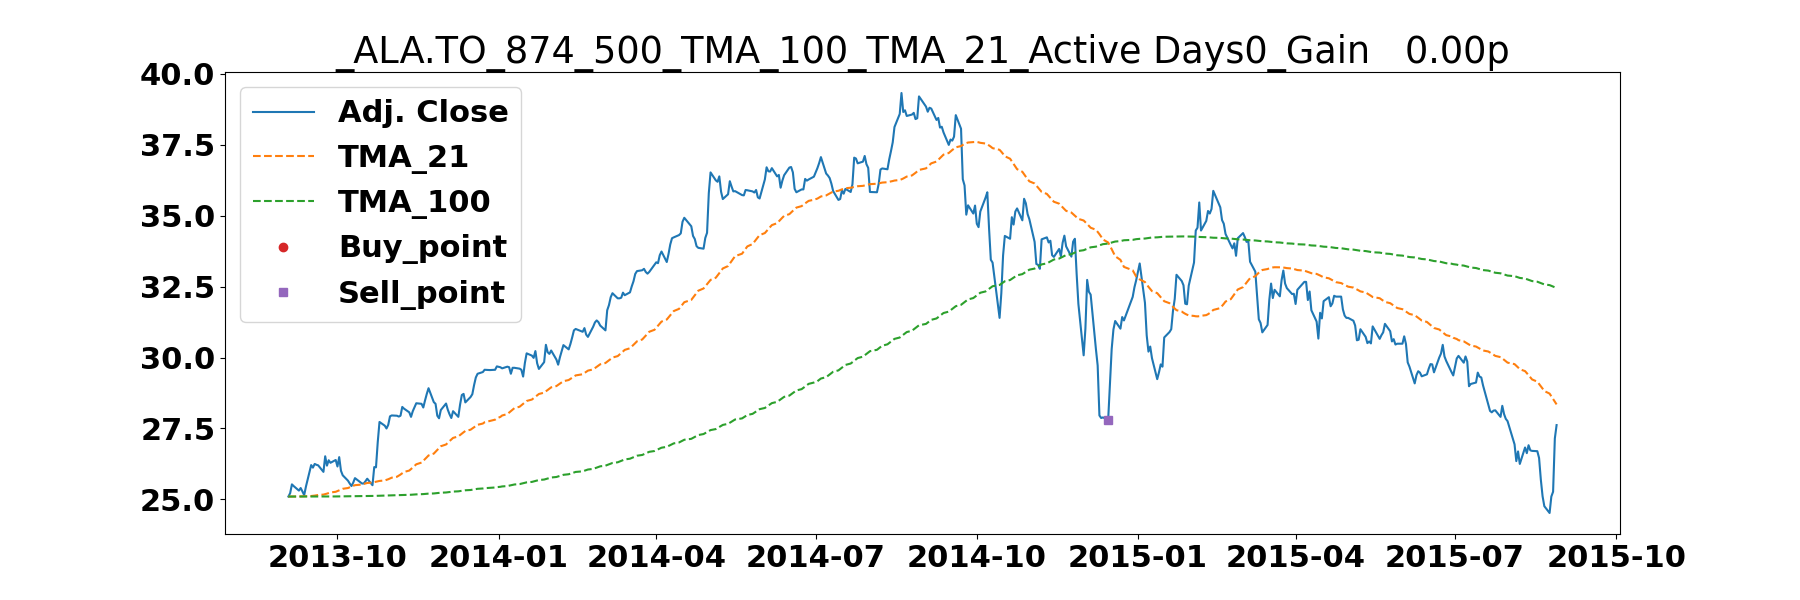 _ALA.TO_874_500_TMA_100_TMA_21_Active Days0_Gain   0.00p
40.0
37.5
35.0
32.5
30.0
27.5
25.0
Adj. Close
TMA_21
TMA_100
Buy_point
Sell_point
2013-10 2014-01 2014-04 2014-07 2014-10 2015-01 2015-04 2015-07 2015-10